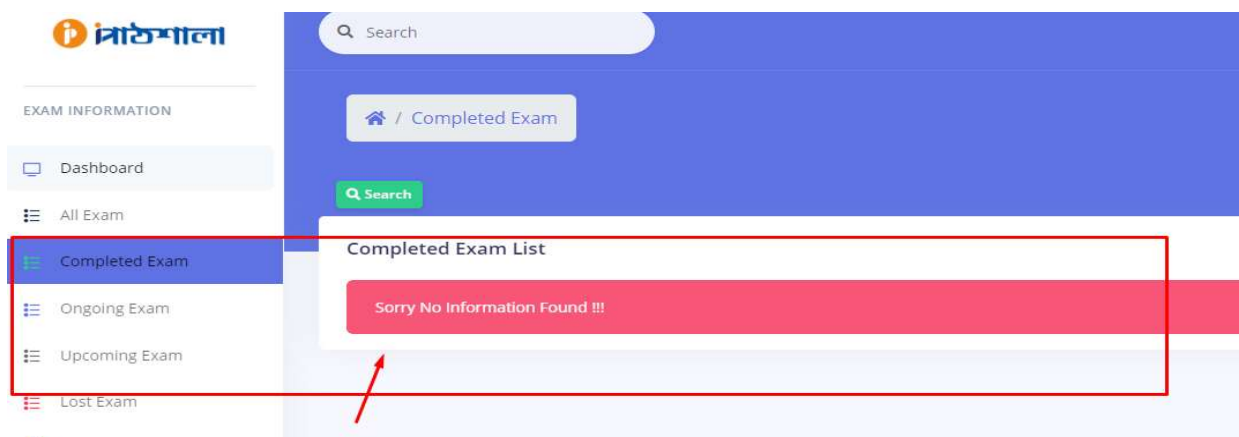 পাঠশালা
Search
EXAM INFORMATION
/ Completed Exam
Dashboard
Search
All Exam
Completed Exam List
Completed Exam
Sorry No Information Found !!!
Ongoing Exam
Upcoming Exam
Lost Exam